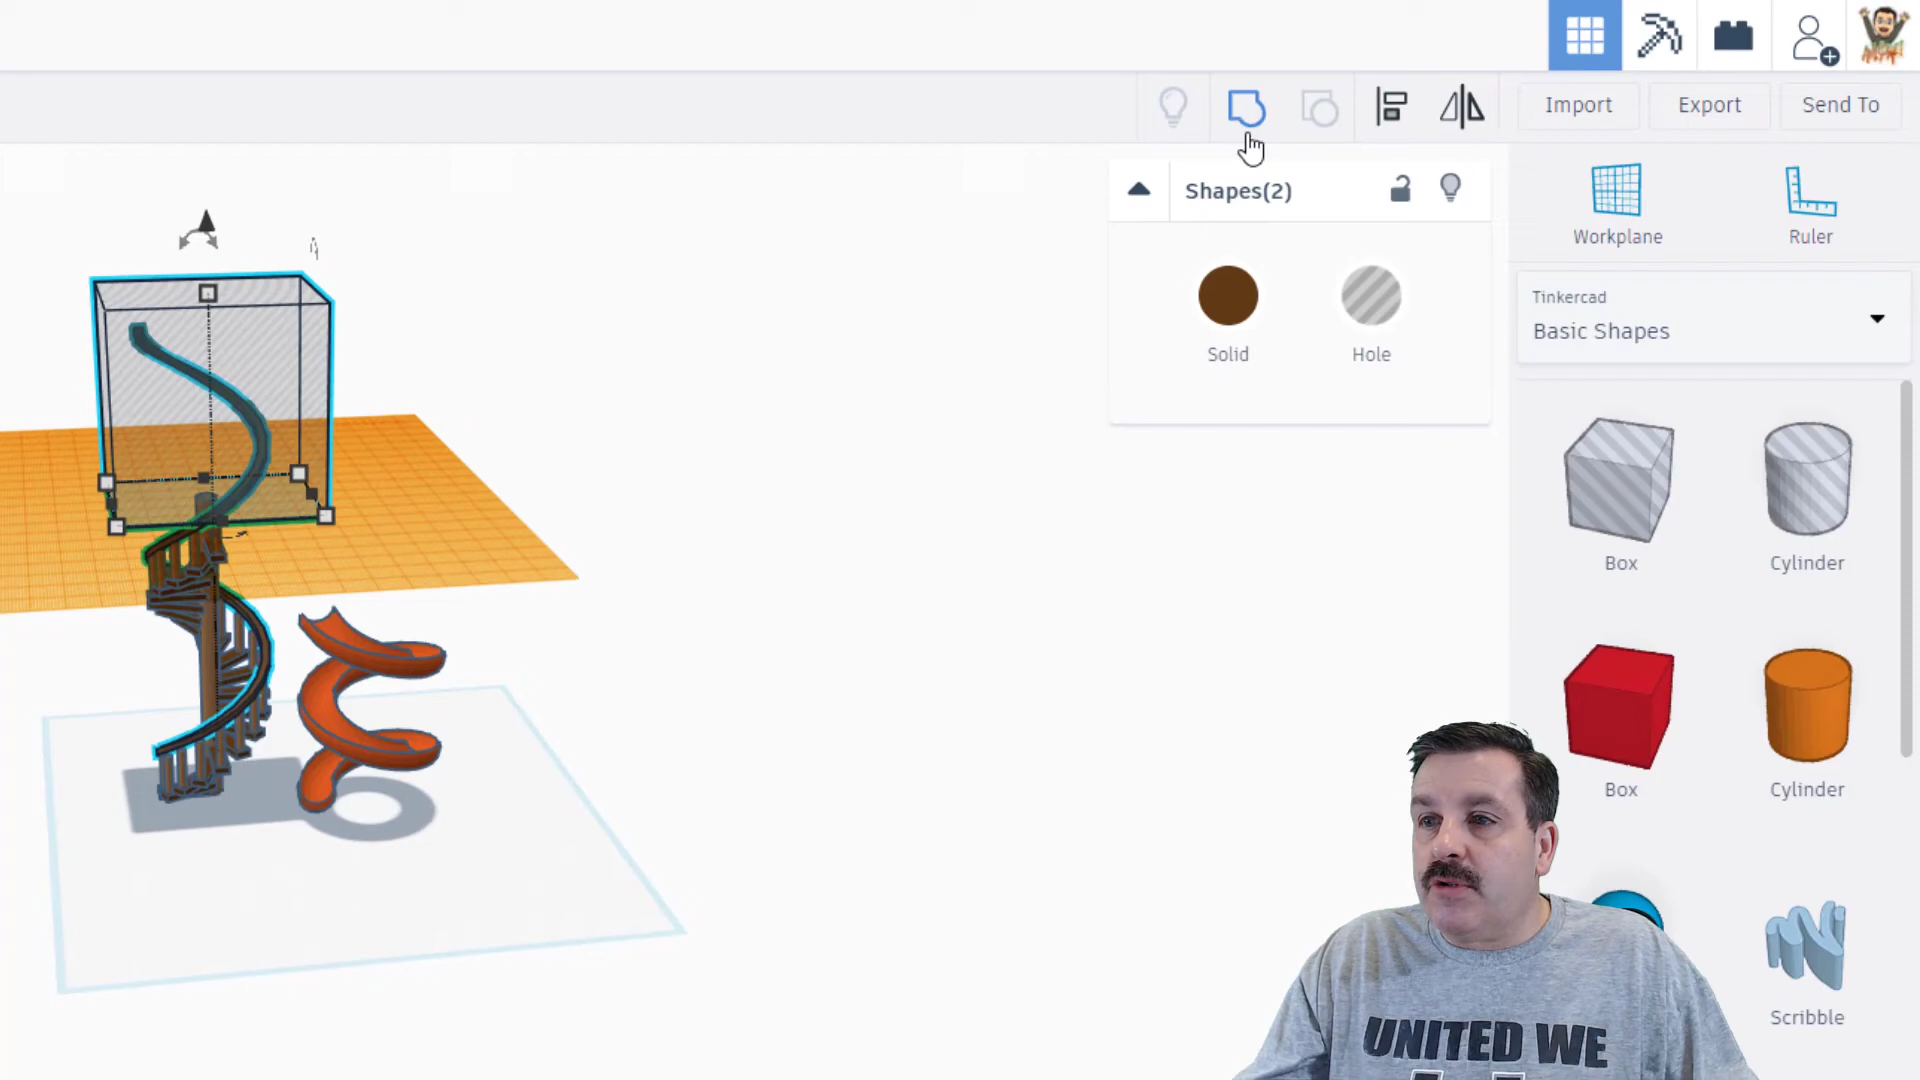 Import
Export
Send To
Shapes(2)
Solid
Hole
Workplane
Ruler
Tinkercad
Basic Shapes
Box
Cylinder
Box
Cylinder
Scribble
UNITED WE